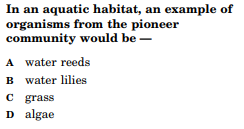 In an aquatic habitat, an example of
organisms from the pioneer
community would be —
A water reeds
B water lilies
C grass
D algae